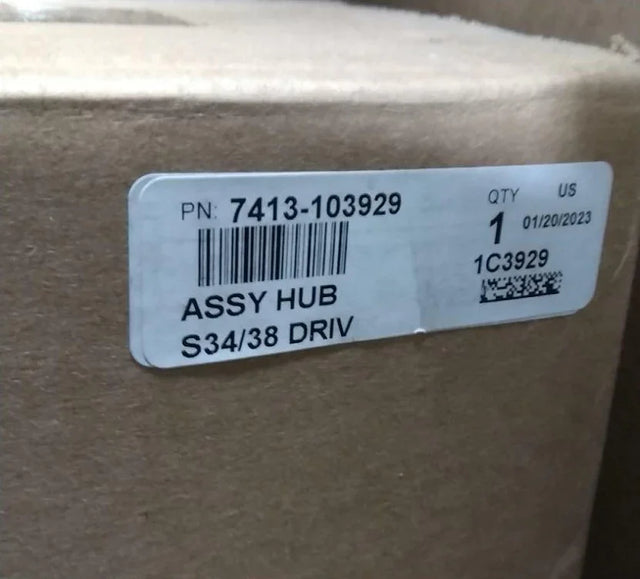 PN: 7413-103929
ASSY HUB
S34/38 DRIV
QTY US
1 01/20/2023
1C3929